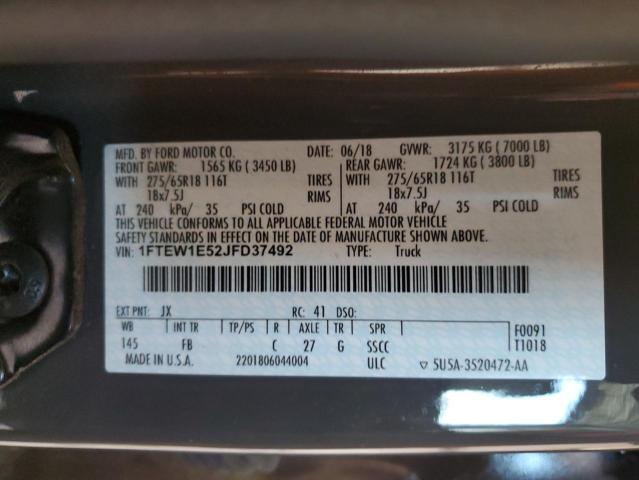 MFD. BY FORD MOTOR CO. DATE: 06/18 GVWR: 3175 KG ( 7000 LB)
FRONT GAWR: 1565 KG ( 3450 LB) REAR GAWR: 1724 KG ( 3800 LB)
WITH 275/65R18 116T TIRES WITH 275/65R18 116T TIRES
18x7.5J RIMS 18x7.5J RIMS
AT 240 kPa/ 35 PSI COLD AT 240 kPa/ 35 PSI COLD
THIS VEHICLE CONFORMS TO ALL APPLICABLE FEDERAL MOTOR VEHICLE
SAFETY STANDARDS IN EFFECT ON THE DATE OF MANUFACTURE SHOWN ABOVE.
VIN: 1FTEW1E52JFD37492 TYPE: Truck
EXT PNT: JX RC: 41 DSO:
WB INT TR TP/PS R AXLE TR SPR F0091
145 FB C 27 G SSCC T1018
MADE IN U.S.A. 2201806044004 ULC ▽ 5U5A-3520472-AA